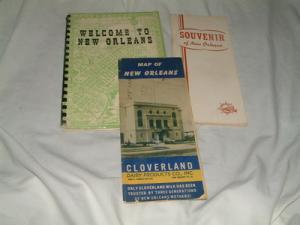 WELCOME TO
NEW ORLEANS
SOUVENIR
of New Orleans
MAP OF
NEW ORLEANS
CLOVERLAND
DAIRY PRODUCTS CO., INC.
ONLY CLOVERLAND MILK HAS BEEN
TRUSTED BY THREE GENERATIONS
OF NEW ORLEANS MOTHERS!